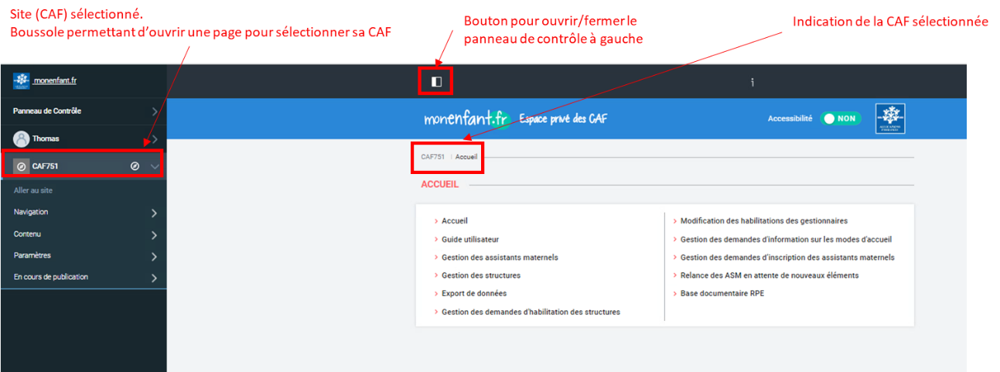 Site (CAF) sélectionné.
Boussole permettant d'ouvrir une page pour sélectionner sa CAF
Bouton pour ouvrir/fermer le
panneau de contrôle à gauche
Indication de la CAF sélectionnée
monenfant.fr
Panneau de Contrôle
Thomas
CAF751
Aller au site
Navigation
Contenu
Paramètres
En cours de publication
monenfant.fr Espace privé des CAF
Accessibilité NON
CAF751 | Accueil
ACCUEIL
> Accueil
> Guide utilisateur
> Gestion des assistants maternels
> Gestion des structures
> Export de données
> Gestion des demandes d'habilitation des structures
> Modification des habilitations des gestionnaires
> Gestion des demandes d'information sur les modes d'accueil
> Gestion des demandes d'inscription des assistants maternels
> Relance des ASM en attente de nouveaux éléments
> Base documentaire RPE